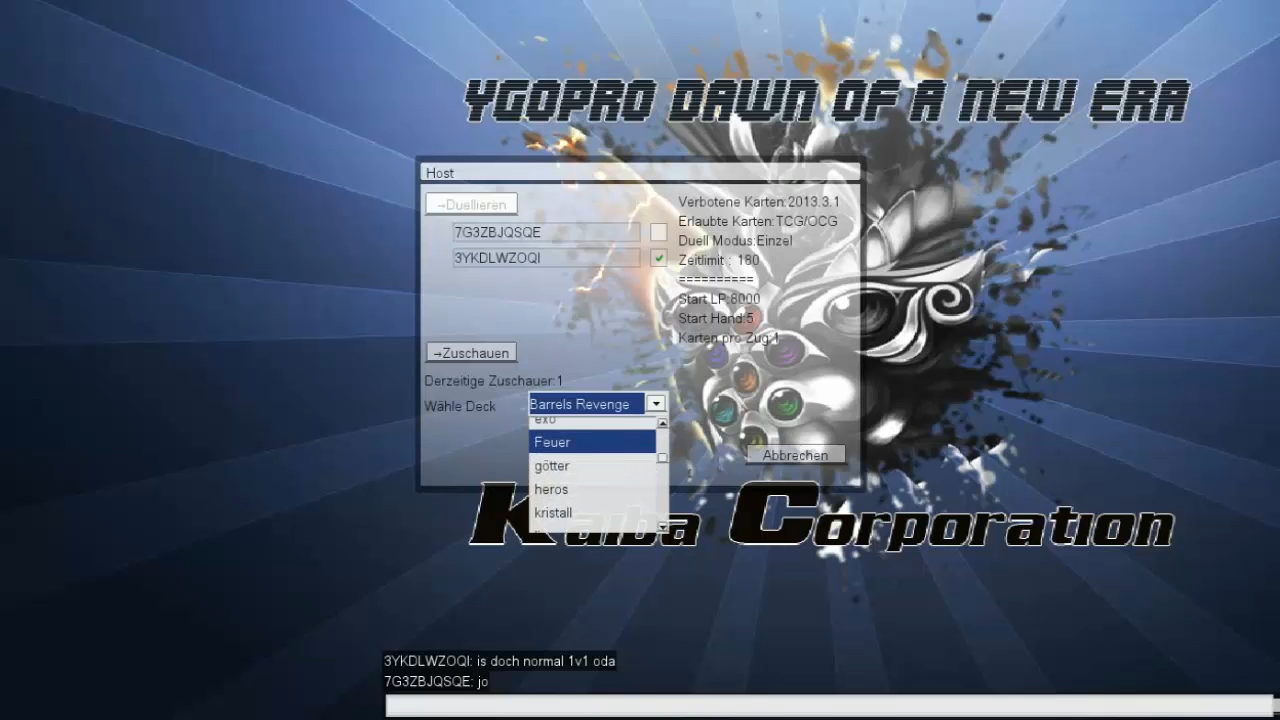 YGOPRO DAWN OF A NEW ERA
Host
→Duellieren
7G3ZBJQSQE
3YKDLWZOQI
Verbotene Karten:2013.3.1
Erlaubte Karten:TCG/OCG
Duell Modus:Einzel
Zeitlimit : 180
==========
Start LP:8000
Start Hand:5
Karten pro Zug:1
→Zuschauen
Derzeitige Zuschauer:1
Wähle Deck
Barrels Revenge
exo
Feuer
götter
heros
kristall
Abbrechen
Kaiba Corporation
3YKDLWZOQI: is doch normal 1v1 oda
7G3ZBJQSQE: jo